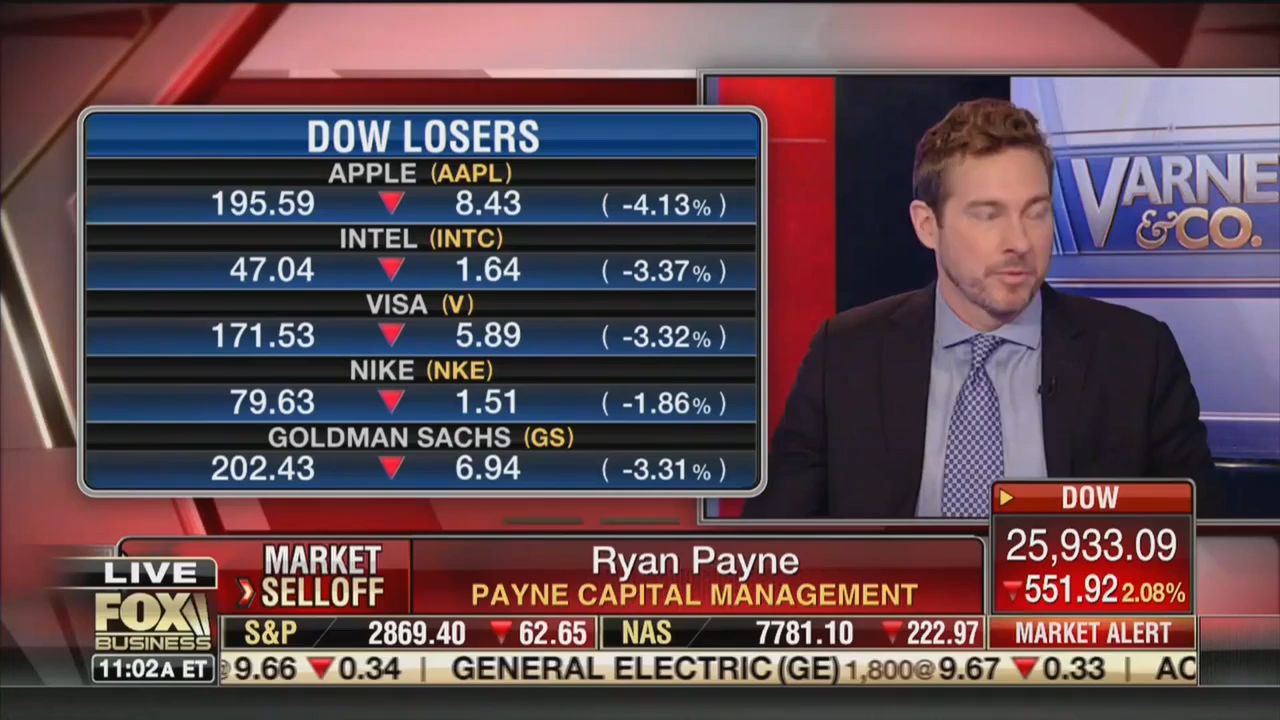 DOW LOSERS
APPLE (AAPL)
195.59 ▼ 8.43 ( -4.13% )
INTEL (INTC)
47.04 ▼ 1.64 ( -3.37% )
VISA (V)
171.53 ▼ 5.89 ( -3.32% )
NIKE (NKE)
79.63 ▼ 1.51 ( -1.86% )
GOLDMAN SACHS (GS)
202.43 ▼ 6.94 ( -3.31% )
VARNE
& CO.
DOW
25,933.09
▼551.92 2.08%
MARKET ALERT
MARKET
SELLOFF
Ryan Payne
PAYNE CAPITAL MANAGEMENT
LIVE
FOX
BUSINESS
11:02A ET
S&P 2869.40 ▼62.65 NAS 7781.10 ▼222.97
@9.66 ▼0.34 | GENERAL ELECTRIC (GE) 1,800@9.67 ▼0.33 | AC